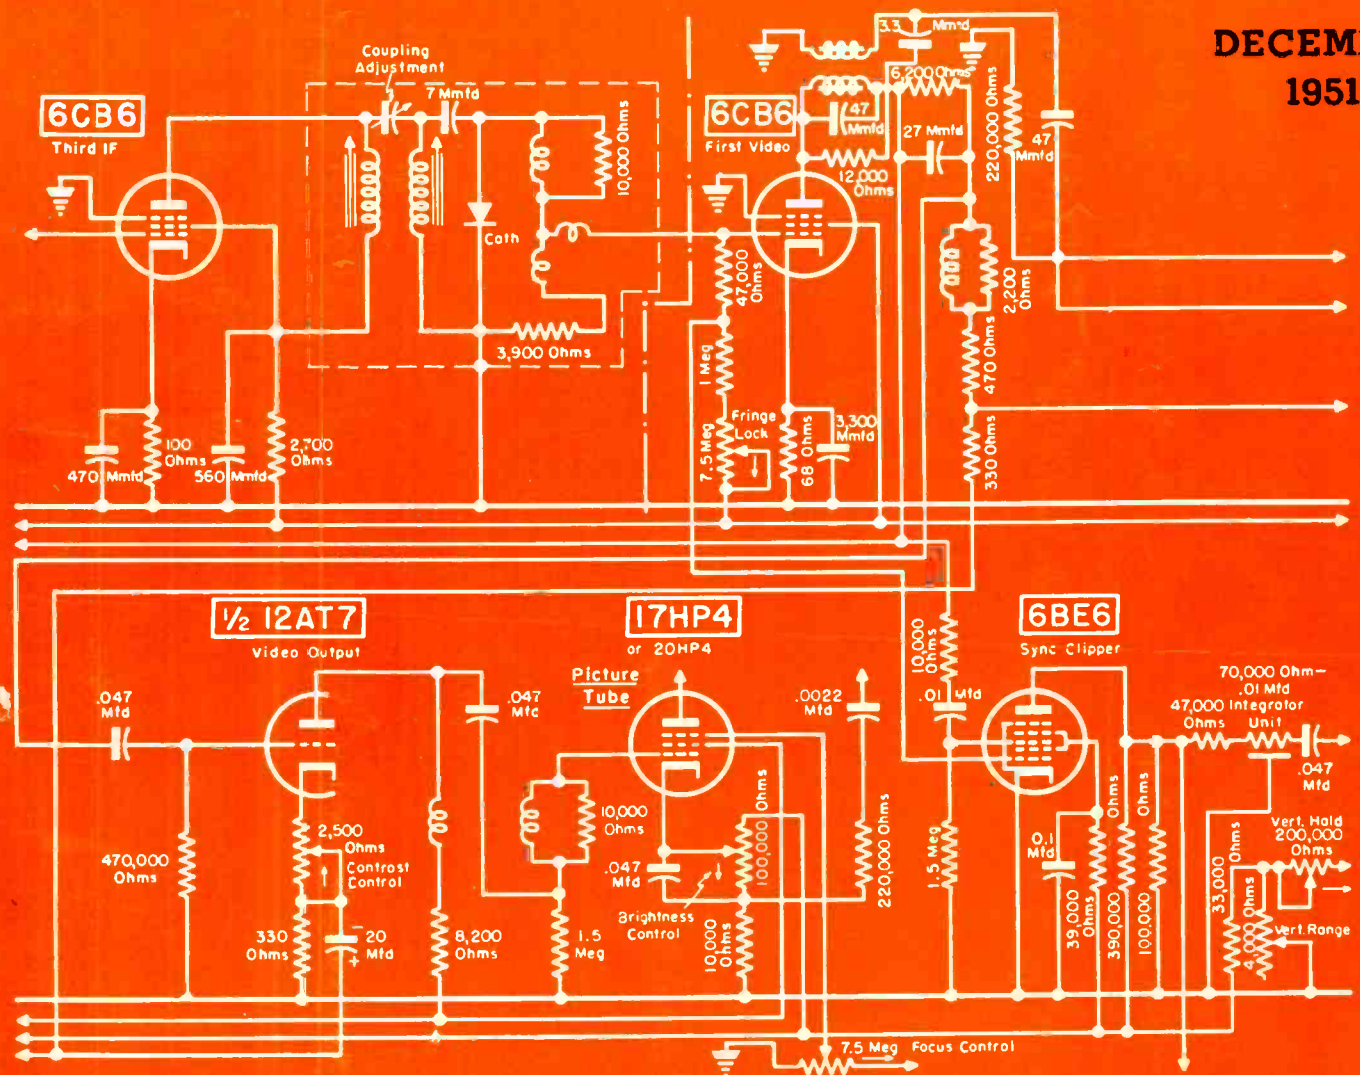 DECEM
1951
Coupling
Adjustment
7 Mmfd
6CB6
Third IF
10,000 Ohms
Cath
3,900 Ohms
100
Ohms
470 Mmfd
560 Mmfd
2,700
Ohms
3.3 Mmfd
6,200 Ohms
6CB6
First Video
47
Mmfd
27 Mmfd
12,000
Ohms
220,000 Ohms
47
Mmfd
47,000
Ohms
2,200
Ohms
1 Meg
470 Ohms
7.5 Meg
Fringe
Lock
68 Ohms
3,300
Mmfd
330 Ohms
1/2 12AT7
Video Output
17HP4
or 20HP4
Picture
Tube
6BE6
Sync Clipper
.047
Mfd
.047
Mfd
.0022
Mfd
10,000
Ohms
.01 Mfd
70,000 Ohm-
.01 Mfd
Integrator
Unit
47,000
Ohms
.047
Mfd
470,000
Ohms
2,500
Ohms
Contrast
Control
330
Ohms
20
Mfd
8,200
Ohms
10,000
Ohms
1.5
Meg
.047
Mfd
Brightness
Control
100,000 Ohms
10,000
Ohms
220,000 Ohms
1.5 Meg
0.1
Mfd
39,000
Ohms
390,000 Ohms
100,000 Ohms
33,000 Ohms
Vert. Hold
200,000
Ohms
4,000 Ohms
Vert. Range
7.5 Meg Focus Control